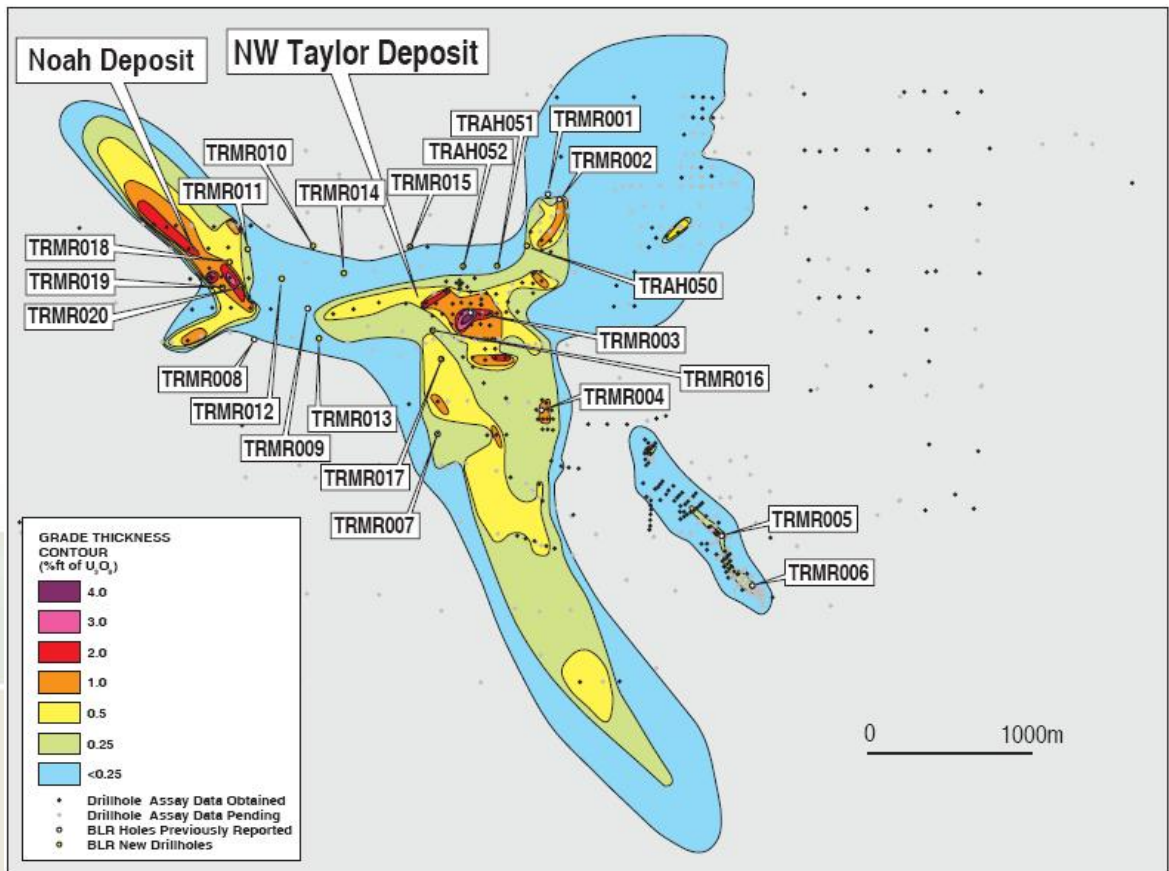 Noah Deposit
NW Taylor Deposit
TRAH051
TRMR001
TRAH052
TRMR002
TRMR010
TRMR014
TRMR015
TRMR011
TRMR018
TRMR019
TRMR020
TRAH050
TRMR003
TRMR016
TRMR008
TRMR004
TRMR012
TRMR013
TRMR009
TRMR017
TRMR007
TRMR005
TRMR006
GRADE THICKNESS
CONTOUR
(%ft of U₃O₈)
4.0
3.0
2.0
1.0
0.5
0.25
<0.25
Drillhole Assay Data Obtained
Drillhole Assay Data Pending
BLR Holes Previously Reported
BLR New Drillholes
0 1000m